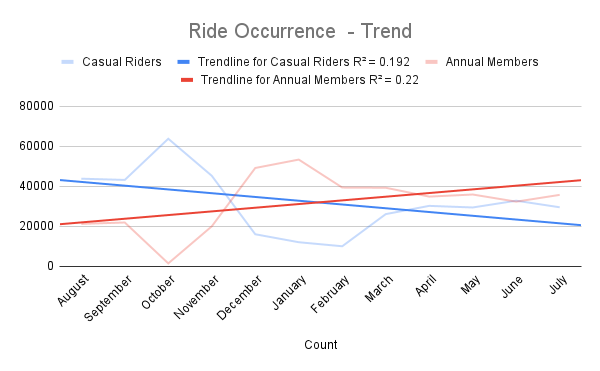 Ride Occurrence - Trend
Casual Riders Trendline for Casual Riders R² = 0.192 Annual Members
Trendline for Annual Members R² = 0.22
80000
60000
40000
20000
0
August September October November December January February March April May June July
Count